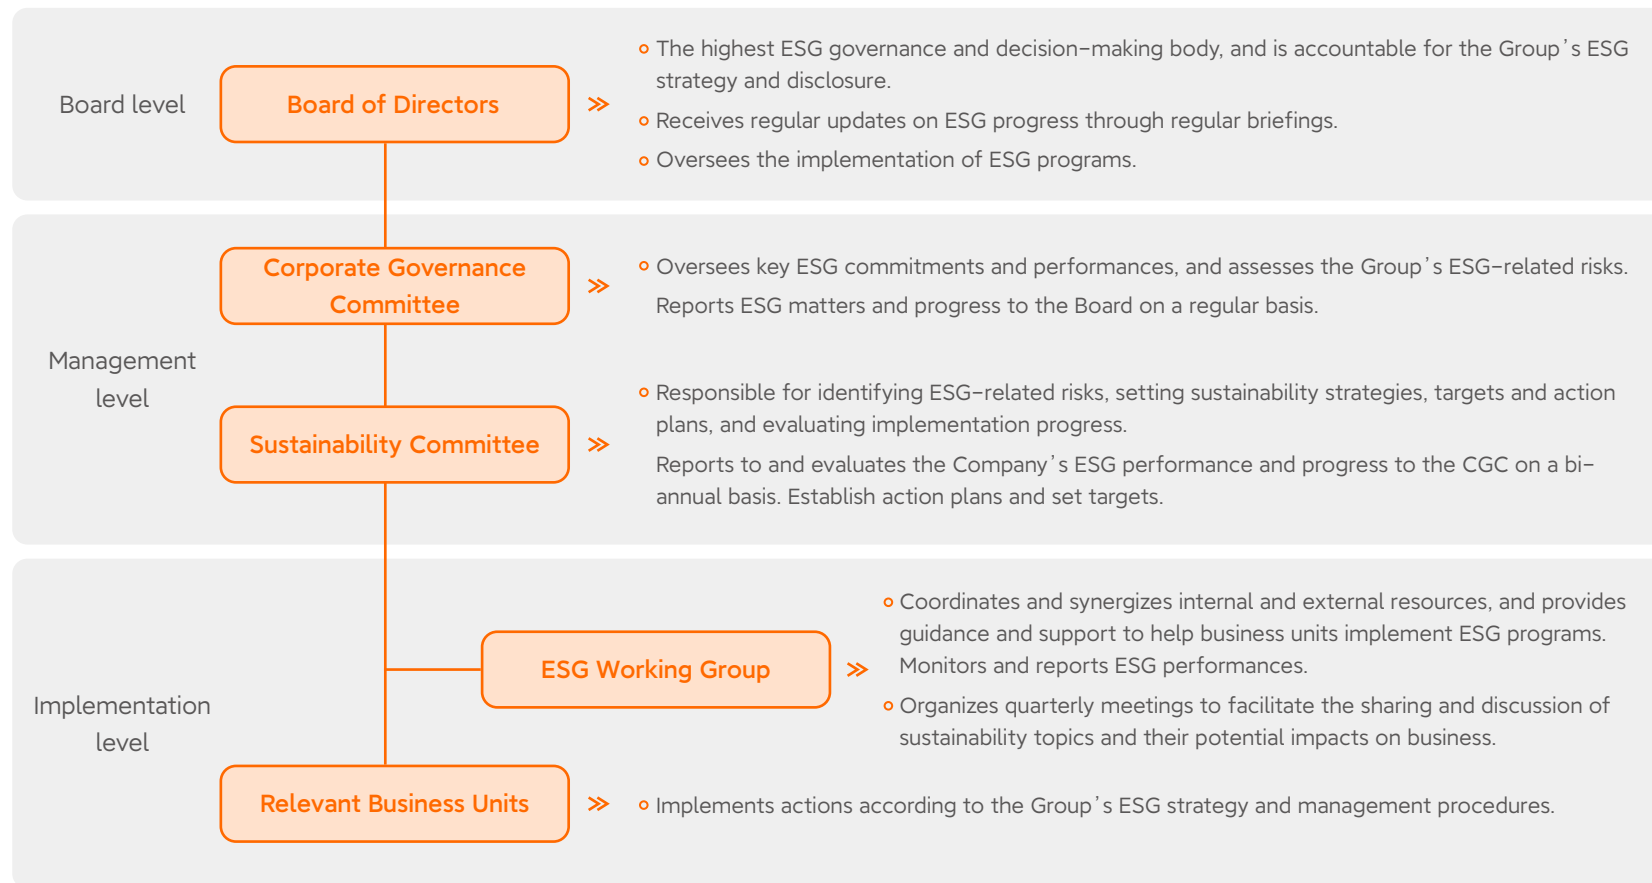 Board level
Board of Directors
The highest ESG governance and decision-making body, and is accountable for the Group's ESG
strategy and disclosure.
Receives regular updates on ESG progress through regular briefings.
Oversees the implementation of ESG programs.
Management
level
Corporate Governance
Committee
Oversees key ESG commitments and performances, and assesses the Group's ESG-related risks.
Reports ESG matters and progress to the Board on a regular basis.
Sustainability Committee
Responsible for identifying ESG-related risks, setting sustainability strategies, targets and action
plans, and evaluating implementation progress.
Reports to and evaluates the Company's ESG performance and progress to the CGC on a bi-
annual basis. Establish action plans and set targets.
Implementation
level
ESG Working Group
Coordinates and synergizes internal and external resources, and provides
guidance and support to help business units implement ESG programs.
Monitors and reports ESG performances.
Organizes quarterly meetings to facilitate the sharing and discussion of
sustainability topics and their potential impacts on business.
Relevant Business Units
Implements actions according to the Group's ESG strategy and management procedures.